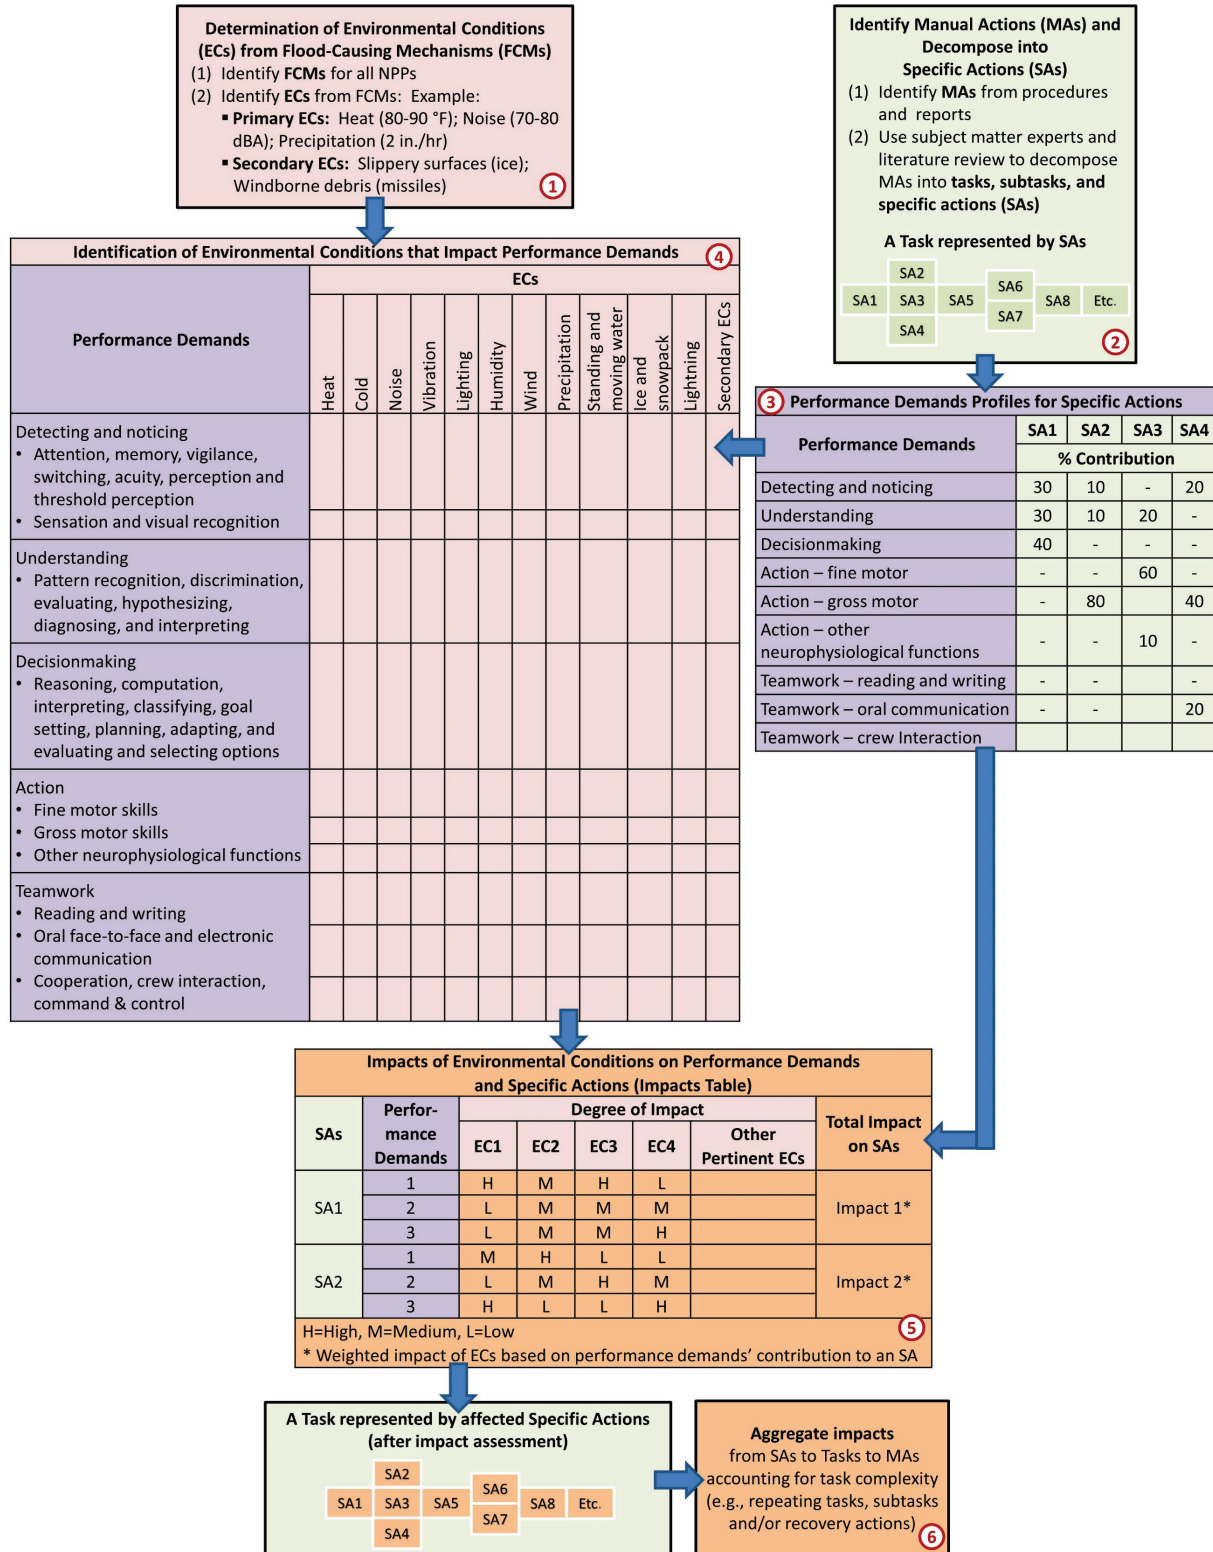 Determination of Environmental Conditions
(ECs) from Flood-Causing Mechanisms (FCMs)
(1) Identify FCMs for all NPPs
(2) Identify ECs from FCMs: Example:
▪ Primary ECs: Heat (80-90 °F); Noise (70-80
dBA); Precipitation (2 in./hr)
▪ Secondary ECs: Slippery surfaces (ice);
Windborne debris (missiles)
1
Identify Manual Actions (MAs) and
Decompose into
Specific Actions (SAs)
(1) Identify MAs from procedures
and reports
(2) Use subject matter experts and
literature review to decompose
MAs into tasks, subtasks, and
specific actions (SAs)
A Task represented by SAs
SA2
SA6
SA1 SA3 SA5 SA8 Etc.
SA7
SA4
2
Identification of Environmental Conditions that Impact Performance Demands
4
Performance Demands
ECs
Heat
Cold
Noise
Vibration
Lighting
Humidity
Wind
Precipitation
Standing and
moving water
Ice and
snowpack
Lightning
Secondary ECs
Detecting and noticing
• Attention, memory, vigilance,
switching, acuity, perception and
threshold perception
• Sensation and visual recognition
Understanding
• Pattern recognition, discrimination,
evaluating, hypothesizing,
diagnosing, and interpreting
Decisionmaking
• Reasoning, computation,
interpreting, classifying, goal
setting, planning, adapting, and
evaluating and selecting options
Action
• Fine motor skills
• Gross motor skills
• Other neurophysiological functions
Teamwork
• Reading and writing
• Oral face-to-face and electronic
communication
• Cooperation, crew interaction,
command & control
3 Performance Demands Profiles for Specific Actions
Performance Demands SA1 SA2 SA3 SA4
% Contribution
Detecting and noticing 30 10 - 20
Understanding 30 10 20 -
Decisionmaking 40 - - -
Action – fine motor - - 60 -
Action – gross motor - 80 40
Action – other
neurophysiological functions - - 10 -
Teamwork – reading and writing - - -
Teamwork – oral communication - - 20
Teamwork – crew Interaction
Impacts of Environmental Conditions on Performance Demands
and Specific Actions (Impacts Table)
SAs
Perfor-
mance
Demands
Degree of Impact
EC1 EC2 EC3 EC4
Other
Pertinent ECs
Total Impact
on SAs
SA1
1 H M H L
2 L M M M
3 L M M H
Impact 1*
SA2
1 M H L L
2 L M H M
3 H L L H
Impact 2*
H=High, M=Medium, L=Low
5
* Weighted impact of ECs based on performance demands’ contribution to an SA
A Task represented by affected Specific Actions
(after impact assessment)
SA2
SA6
SA1 SA3 SA5 SA8 Etc.
SA7
SA4
Aggregate impacts
from SAs to Tasks to MAs
accounting for task complexity
(e.g., repeating tasks, subtasks
and/or recovery actions)
6